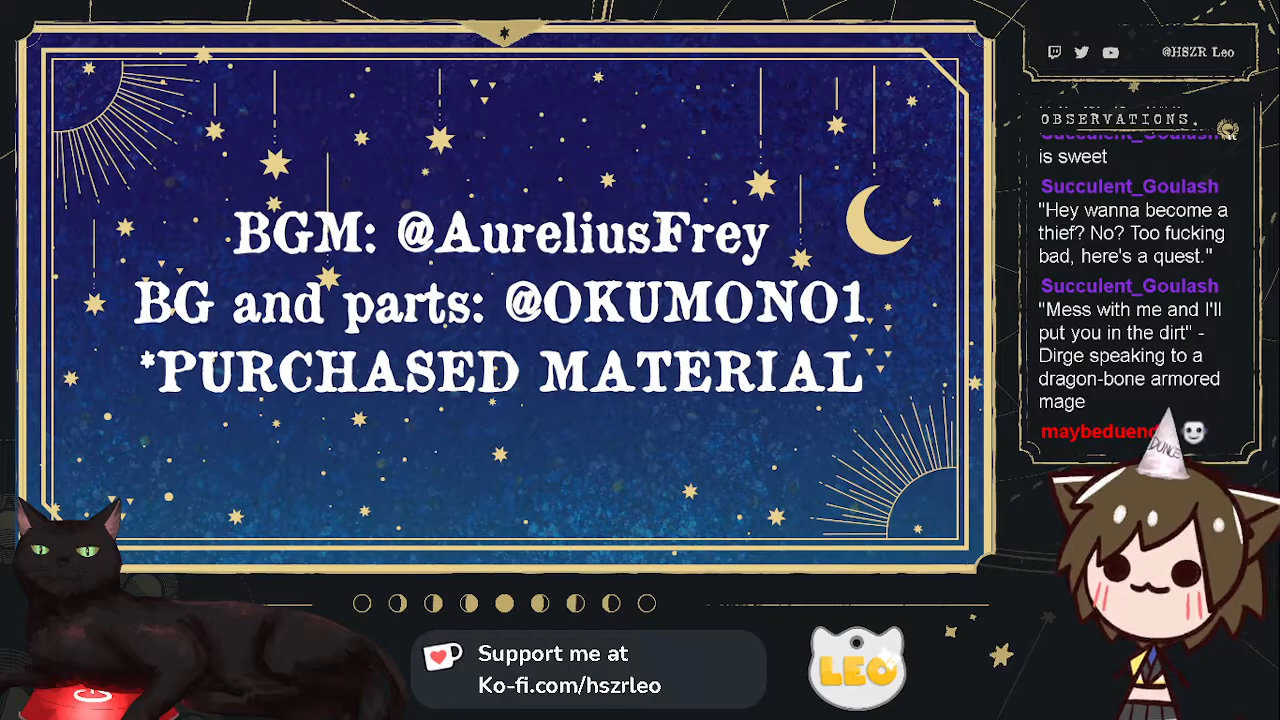 BGM: @AureliusFrey
BG and parts: @OKUMONO1
*PURCHASED MATERIAL
@HSZR Leo
OBSERVATIONS.
is sweet
Succulent_Goulash
"Hey wanna become a
thief? No? Too fucking
bad, here's a quest."
Succulent_Goulash
"Mess with me and I'll
put you in the dirt" -
Dirge speaking to a
dragon-bone armored
mage
DUNCE
Support me at
Ko-fi.com/hszrleo
LEO